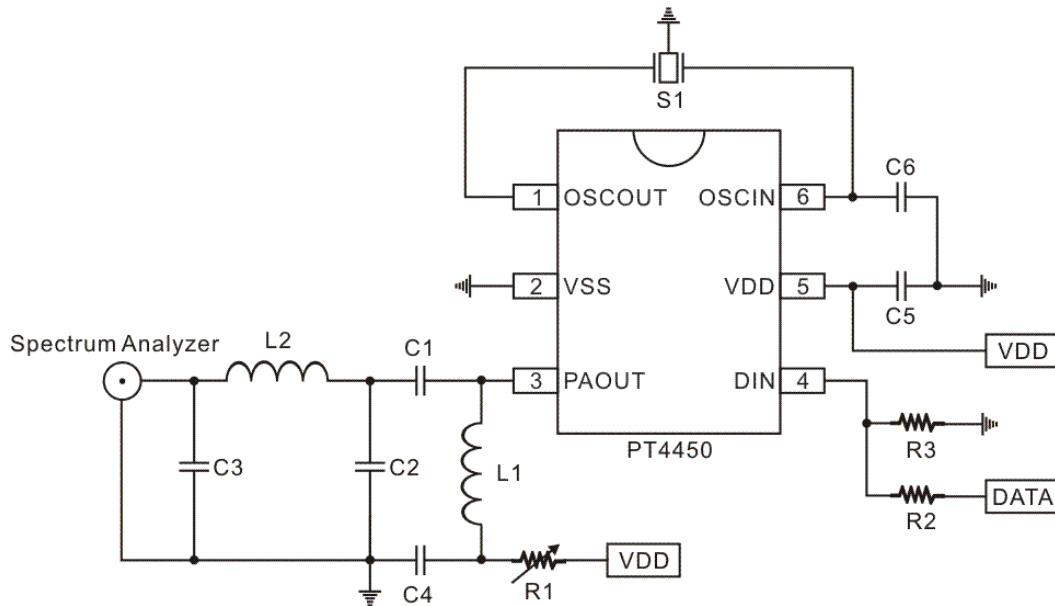 S1
1
OSCOUT
OSCIN
6
C6
2
VSS
VDD
5
C5
VDD
Spectrum Analyzer
L2
C1
3
PAOUT
DIN
4
C3
C2
L1
PT4450
R3
DATA
R2
C4
R1
VDD